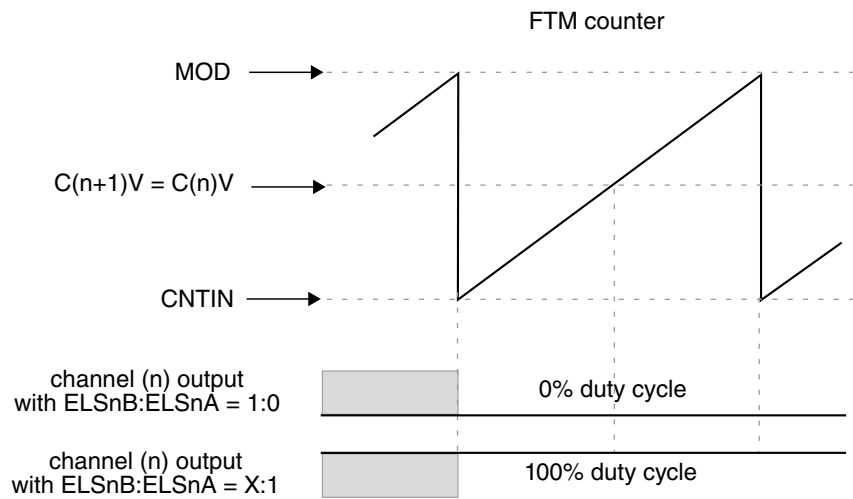 FTM counter
MOD
C(n+1)V = C(n)V
CNTIN
channel (n) output
with ELSnB:ELSnA = 1:0
0% duty cycle
channel (n) output
with ELSnB:ELSnA = X:1
100% duty cycle